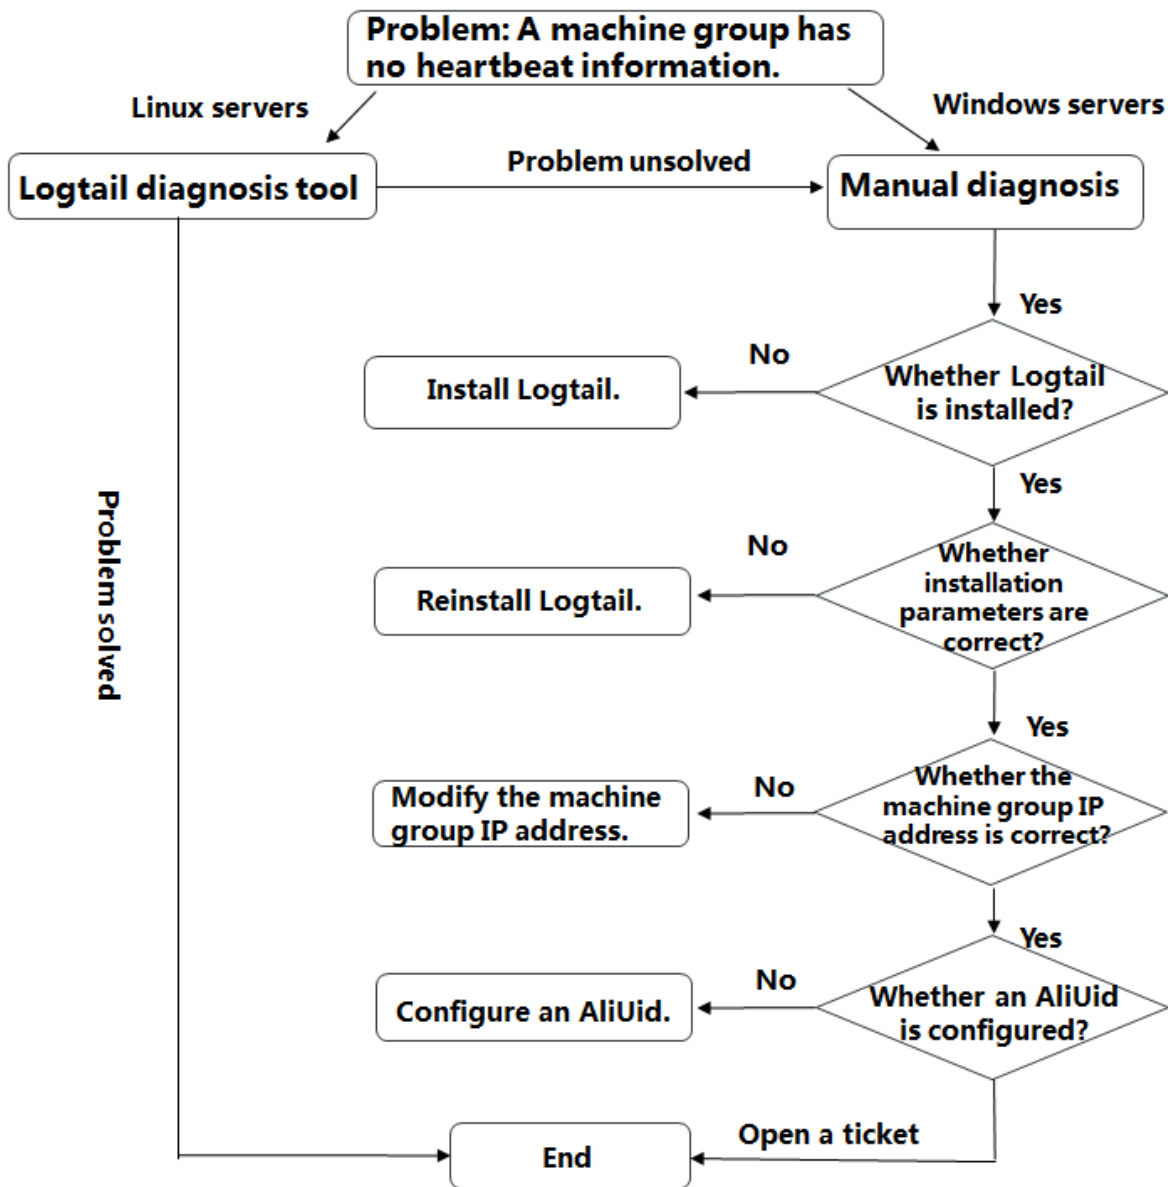 Problem: A machine group has
no heartbeat information.
Linux servers
Windows servers
Logtail diagnosis tool
Problem unsolved
Manual diagnosis
Yes
No
Whether Logtail
is installed?
Install Logtail.
Yes
No
Whether
installation
parameters are
correct?
Reinstall Logtail.
Problem solved
Yes
No
Whether the
machine group IP
address is correct?
Modify the machine
group IP address.
Yes
No
Whether an AliUid
is configured?
Configure an AliUid.
Open a ticket
End